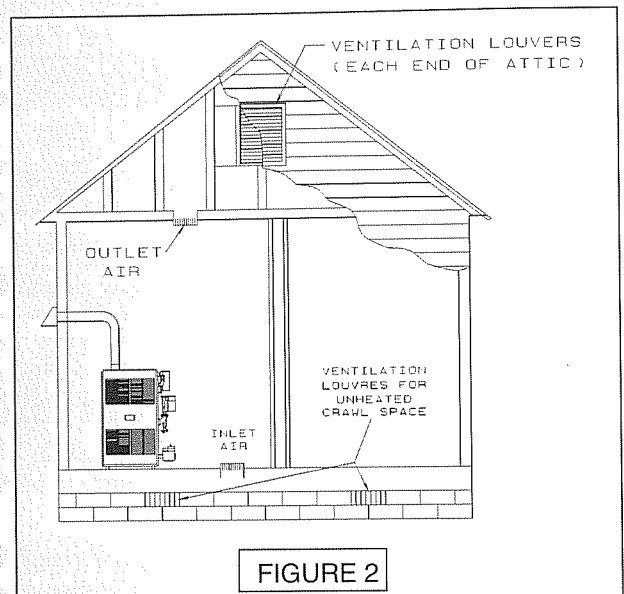 VENTILATION LOUVERS
(EACH END OF ATTIC)
OUTLET
AIR
VENTILATION
LOUVRES FOR
UNHEATED
CRAWL SPACE
INLET
AIR
FIGURE 2